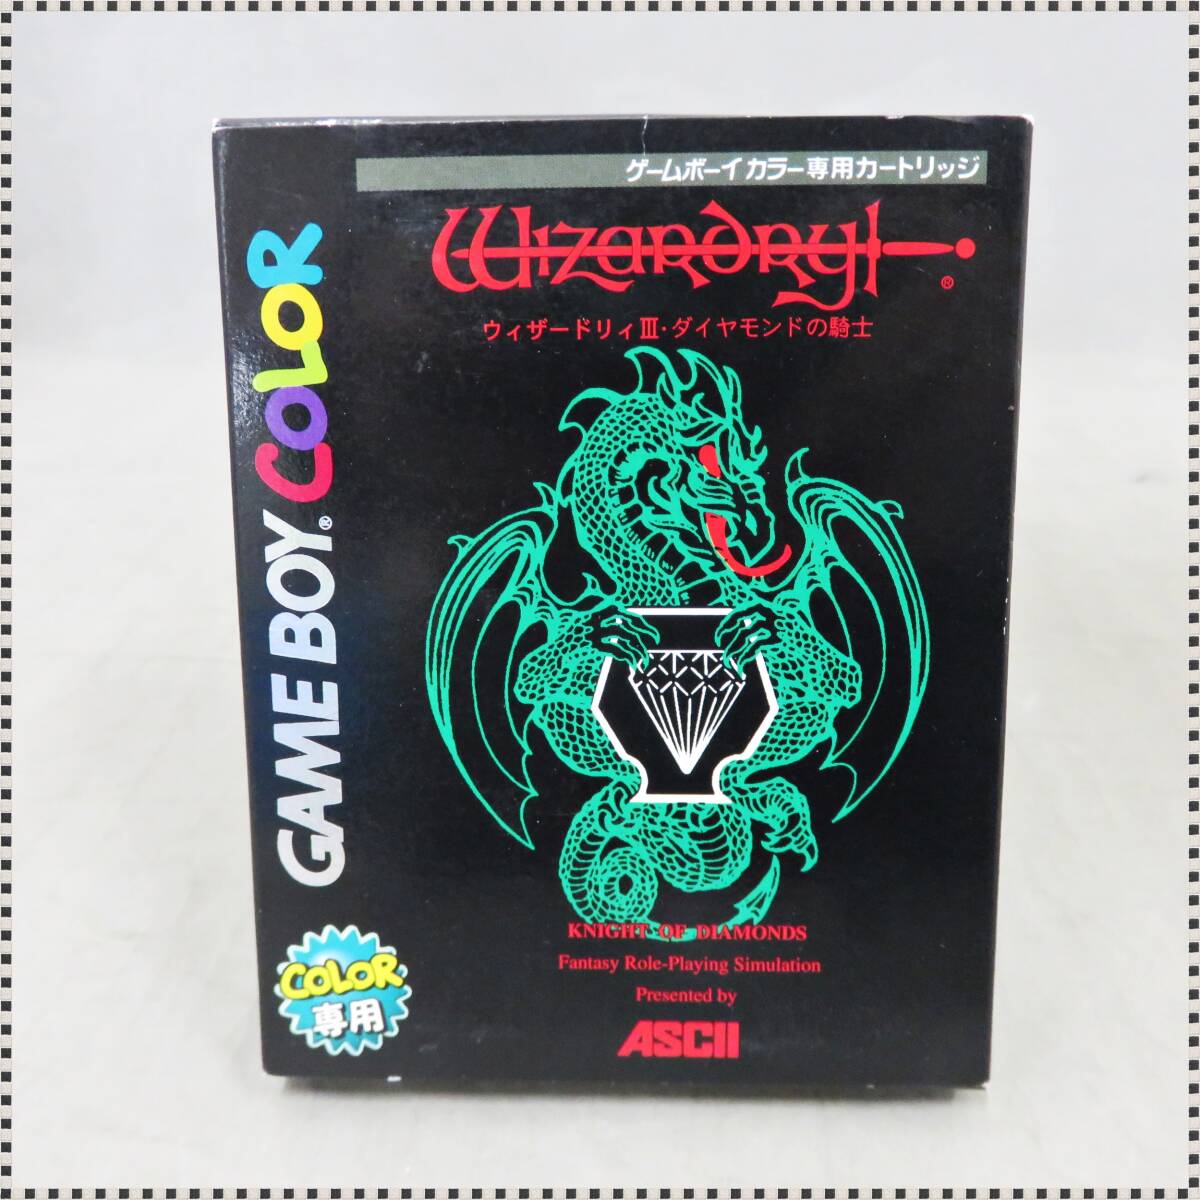 ゲームボーイカラー専用カートリッジ
Wizardry®
ウィザードリィⅢ・ダイヤモンドの騎士
GAME BOY® COLOR
KNIGHT OF DIAMONDS
Fantasy Role-Playing Simulation
Presented by
ASCII
COLOR
専用